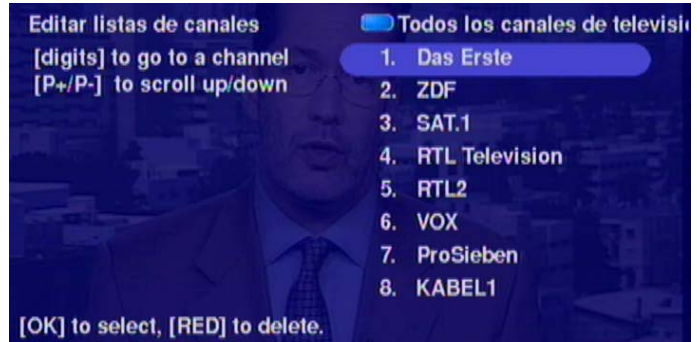 Editar listas de canales
[digits] to go to a channel
[P+/P-] to scroll up/down
Todos los canales de televisi
1. Das Erste
2. ZDF
3. SAT.1
4. RTL Television
5. RTL2
6. VOX
7. ProSieben
8. KABEL1
[OK] to select, [RED] to delete.